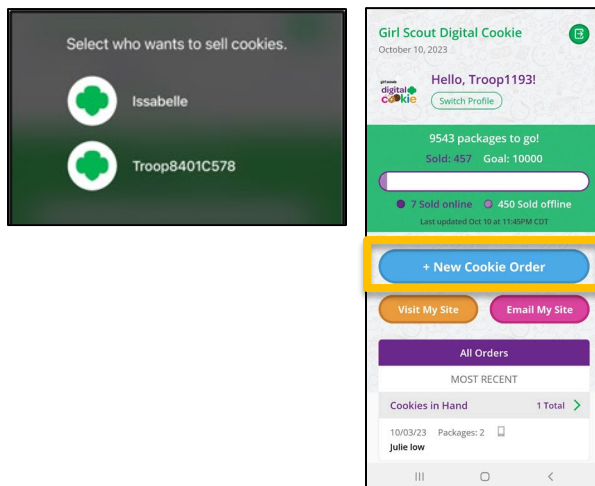 Select who wants to sell cookies.
Issabelle
Troop8401C578
Girl Scout Digital Cookie
October 10, 2023
girl scouts
digital
cookie
Hello, Troop1193!
Switch Profile
9543 packages to go!
Sold: 457 Goal: 10000
7 Sold online 450 Sold offline
Last updated Oct 10 at 11:45PM CDT
+ New Cookie Order
Visit My Site Email My Site
All Orders
MOST RECENT
Cookies in Hand 1 Total
10/03/23 Packages: 2
Julie low